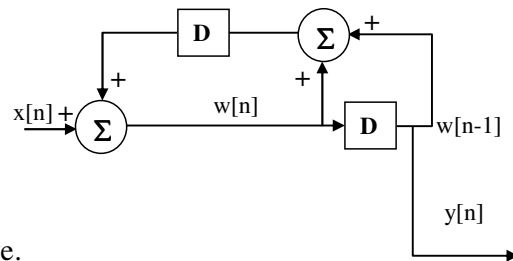 D
Σ
+
+
+
x[n] +
w[n]
Σ
D
w[n-1]
y[n]
e.